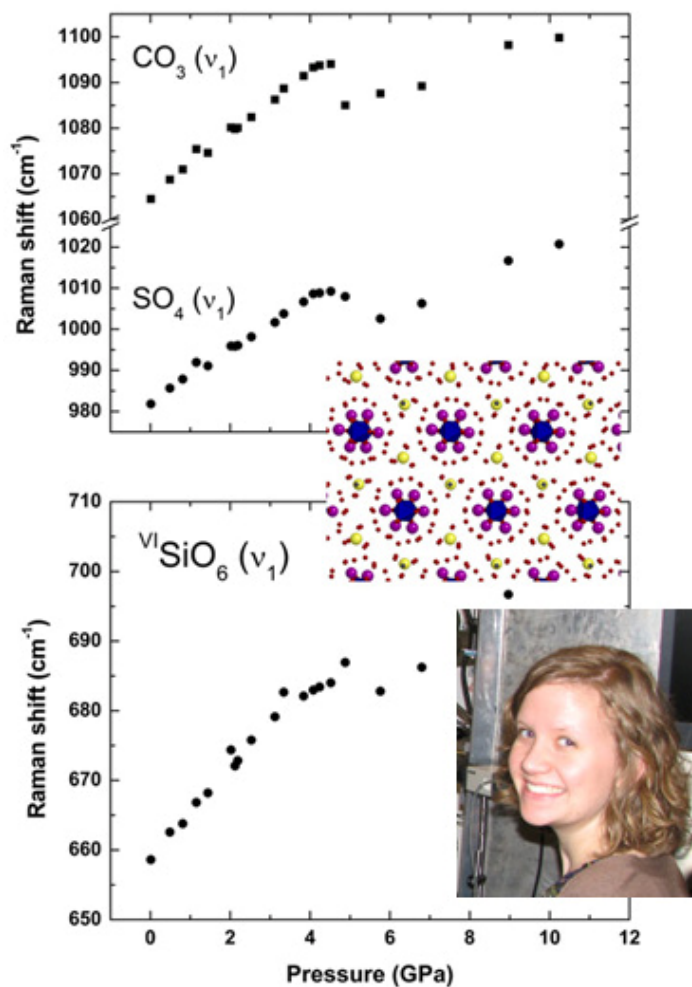 1100
CO₃ (ν₁)
1090
1080
1070
1060
Raman shift (cm⁻¹)
1020
SO₄ (ν₁)
1010
1000
990
980
710
ⱽᴵSiO₆ (ν₁)
700
690
680
670
660
650
Raman shift (cm⁻¹)
0 2 4 6 8 10 12
Pressure (GPa)